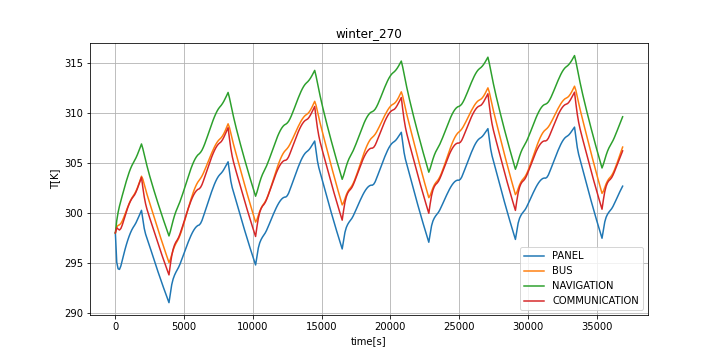 winter_270
T[K]
315
310
305
300
295
290
0
5000
10000
15000
20000
25000
30000
35000
time[s]
PANEL
BUS
NAVIGATION
COMMUNICATION